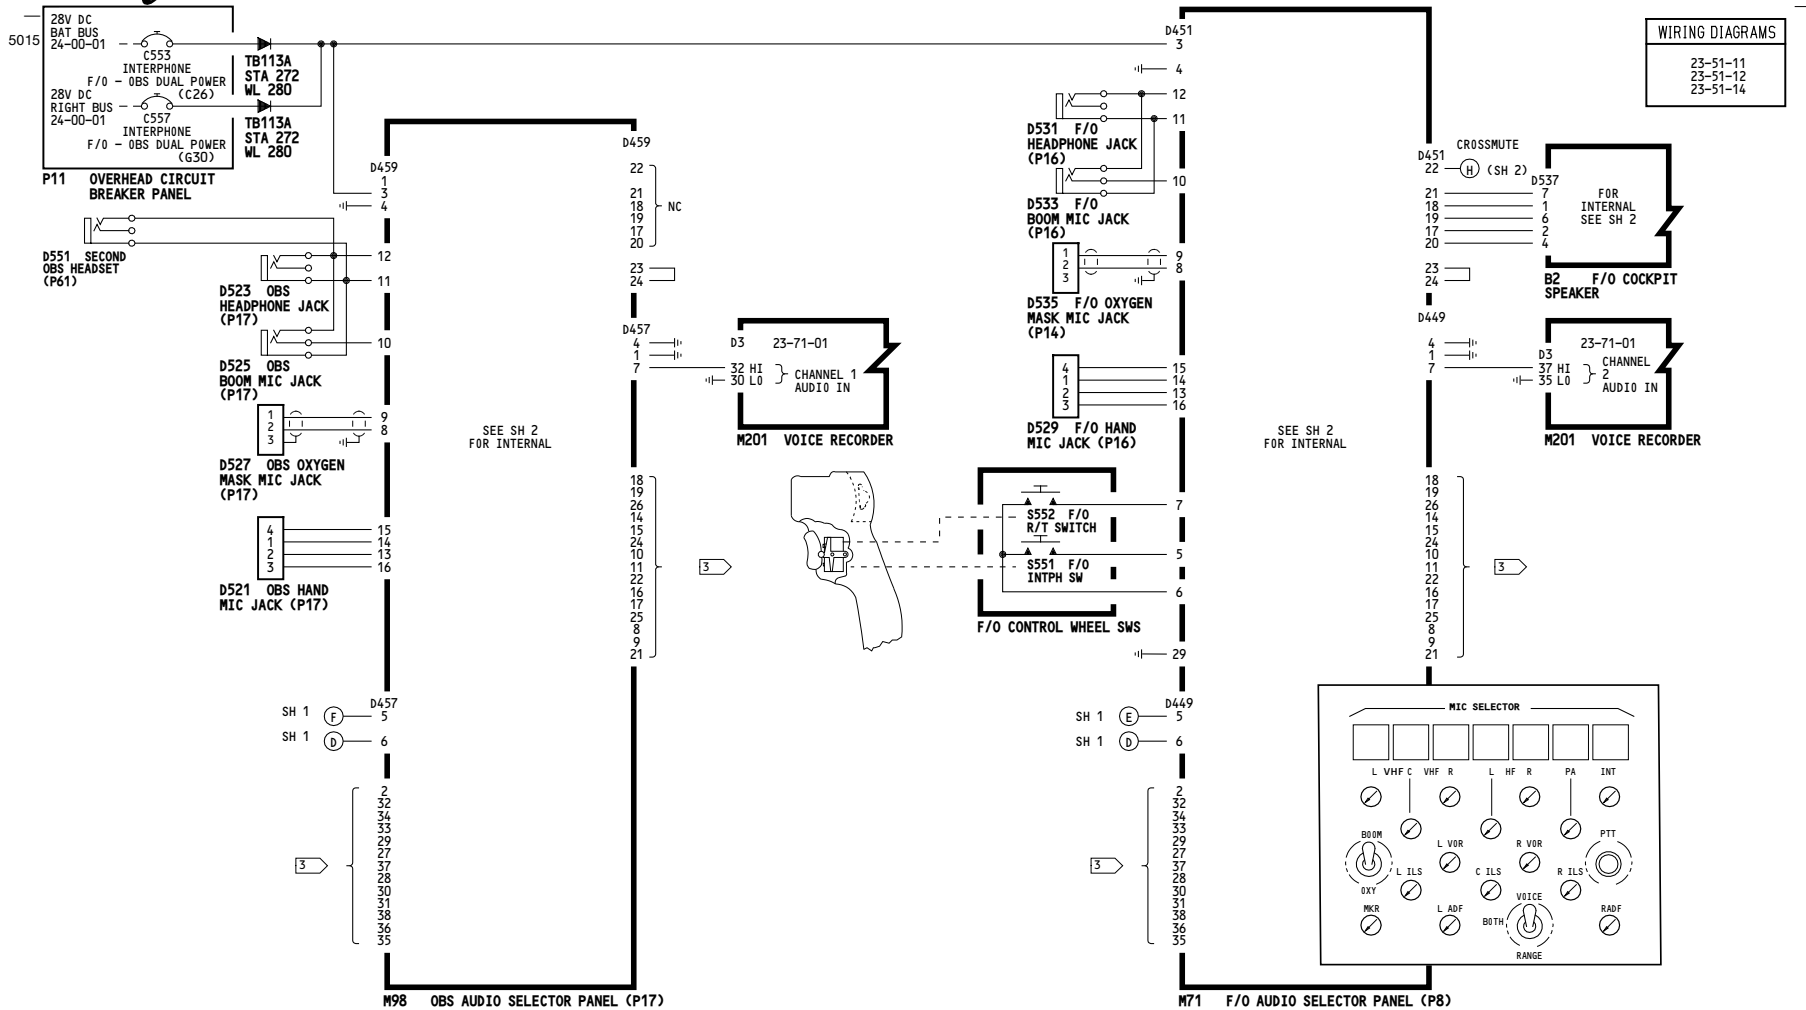 5015
28V DC
BAT BUS
24-00-01
C553
INTERPHONE
F/O - OBS DUAL POWER
(C26)
28V DC
RIGHT BUS
24-00-01
C557
INTERPHONE
F/O - OBS DUAL POWER
(G30)
P11 OVERHEAD CIRCUIT
BREAKER PANEL
TB113A
STA 272
WL 280
TB113A
STA 272
WL 280
D551 SECOND
OBS HEADSET
(P61)
D523 OBS
HEADPHONE JACK
(P17)
D525 OBS
BOOM MIC JACK
(P17)
1
2
3
D527 OBS OXYGEN
MASK MIC JACK
(P17)
4
1
2
3
D521 OBS HAND
MIC JACK (P17)
SH 1 F
SH 1 D
3
D459
1
3
4
12
11
10
9
8
15
14
13
16
D457
5
6
2
32
34
33
29
27
37
28
30
31
38
36
35
SEE SH 2
FOR INTERNAL
M98 OBS AUDIO SELECTOR PANEL (P17)
D459
22
21
18
19
17
20
NC
23
24
D457
4
1
7
18
19
26
14
15
24
10
11
22
16
17
25
8
9
21
3
D3 23-71-01
32 HI
30 LO
CHANNEL 1
AUDIO IN
M201 VOICE RECORDER
D531 F/O
HEADPHONE JACK
(P16)
D533 F/O
BOOM MIC JACK
(P16)
1
2
3
D535 F/O OXYGEN
MASK MIC JACK
(P14)
4
1
2
3
D529 F/O HAND
MIC JACK (P16)
S552 F/O
R/T SWITCH
S551 F/O
INTPH SW
F/O CONTROL WHEEL SWS
SH 1 E
SH 1 D
3
D451
3
4
12
11
10
9
8
15
14
13
16
7
5
6
29
D449
5
6
2
32
34
33
29
27
37
28
30
31
38
36
35
SEE SH 2
FOR INTERNAL
M71 F/O AUDIO SELECTOR PANEL (P8)
WIRING DIAGRAMS
23-51-11
23-51-12
23-51-14
CROSSMUTE
D451
22 H (SH 2)
21
18
19
17
20
23
24
D537
7
1
6
2
4
FOR
INTERNAL
SEE SH 2
B2 F/O COCKPIT
SPEAKER
D449
4
1
7
D3 23-71-01
37 HI
35 LO
CHANNEL
2
AUDIO IN
M201 VOICE RECORDER
18
19
26
14
15
24
10
11
22
16
17
25
8
9
21
3
MIC SELECTOR
L VHF C VHF R L HF R PA INT
BOOM
OXY
L VOR
R VOR
PTT
L ILS
C ILS
R ILS
MKR
L ADF
VOICE
BOTH
RANGE
RADF